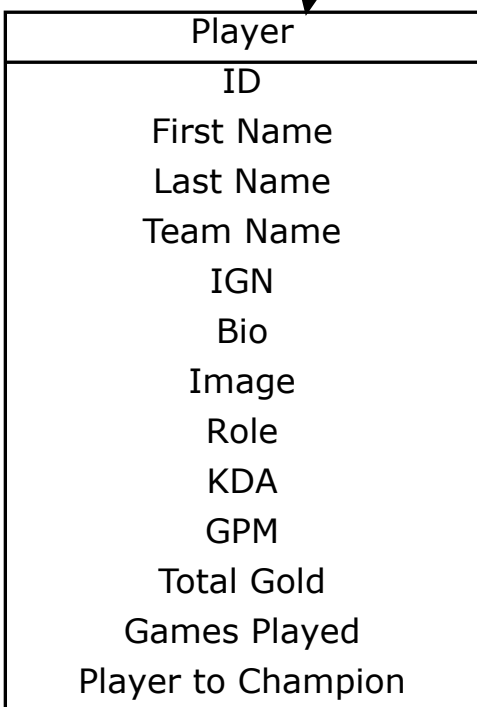 Player
ID
First Name
Last Name
Team Name
IGN
Bio
Image
Role
KDA
GPM
Total Gold
Games Played
Player to Champion